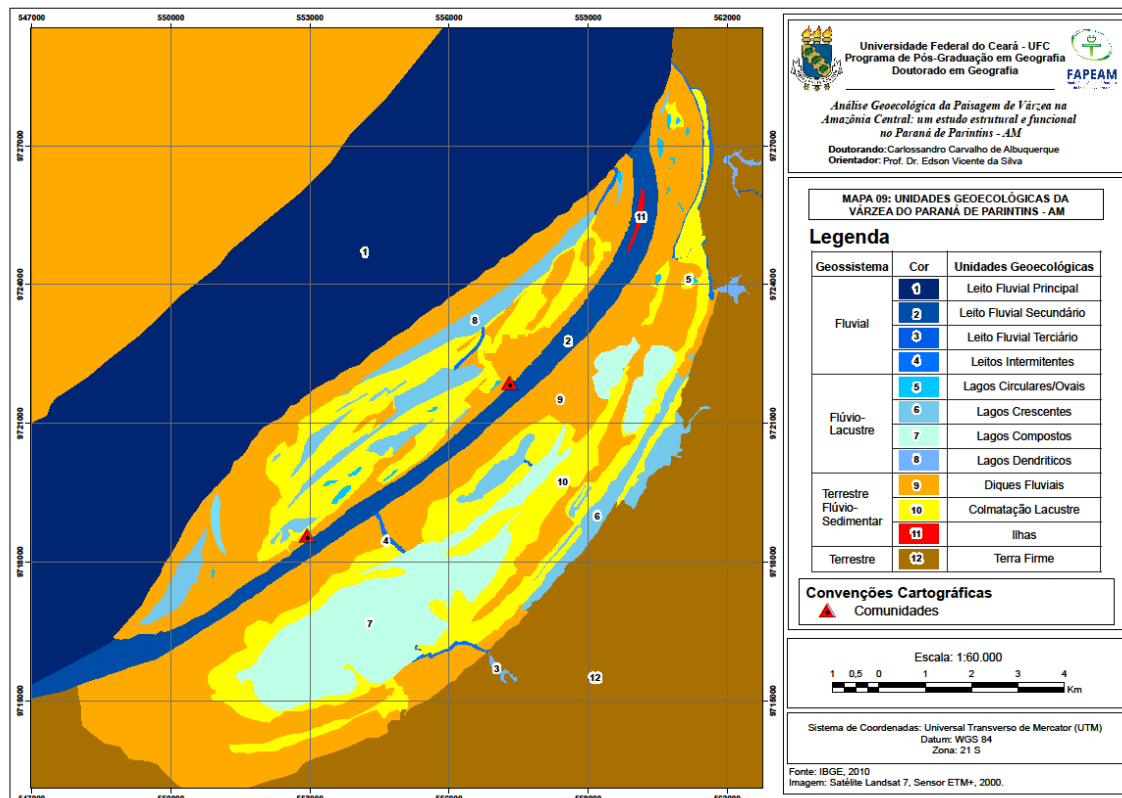 547000 550000 553000 556000 559000 562000
9727000
9724000
9721000
9718000
9715000
1
11
5
8
2
9
10
6
4
7
3
12
9727000
9724000
9721000
9718000
9715000
Universidade Federal do Ceará - UFC
Programa de Pós-Graduação em Geografia
Doutorado em Geografia
FAPEAM
Análise Geoecológica da Paisagem de Várzea na
Amazônia Central: um estudo estrutural e funcional
no Paraná de Parintins - AM
Doutorando: Carlossandro Carvalho de Albuquerque
Orientador: Prof. Dr. Edson Vicente da Silva
MAPA 09: UNIDADES GEOECOLÓGICAS DA
VÁRZEA DO PARANÁ DE PARINTINS - AM
Legenda
Geossistema Cor Unidades Geoecológicas
Fluvial
1 Leito Fluvial Principal
2 Leito Fluvial Secundário
3 Leito Fluvial Terciário
4 Leitos Intermitentes
Flúvio-
Lacustre
5 Lagos Circulares/Ovais
6 Lagos Crescentes
7 Lagos Compostos
8 Lagos Dendriticos
Terrestre
Flúvio-
Sedimentar
9 Diques Fluviais
10 Colmatação Lacustre
11 Ilhas
Terrestre 12 Terra Firme
Convenções Cartográficas
Comunidades
Escala: 1:60.000
1 0,5 0 1 2 3 4
Km
Sistema de Coordenadas: Universal Transverso de Mercator (UTM)
Datum: WGS 84
Zona: 21 S
Fonte: IBGE, 2010
Imagem: Satélite Landsat 7, Sensor ETM+, 2000.